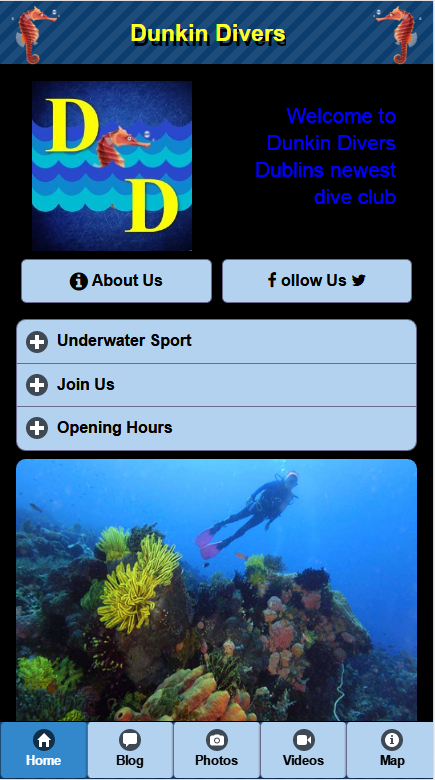 Dunkin Divers
D
D
Welcome to
Dunkin Divers
Dublins newest
dive club
About Us
f ollow Us
Underwater Sport
Join Us
Opening Hours
Home
Blog
Photos
Videos
Map